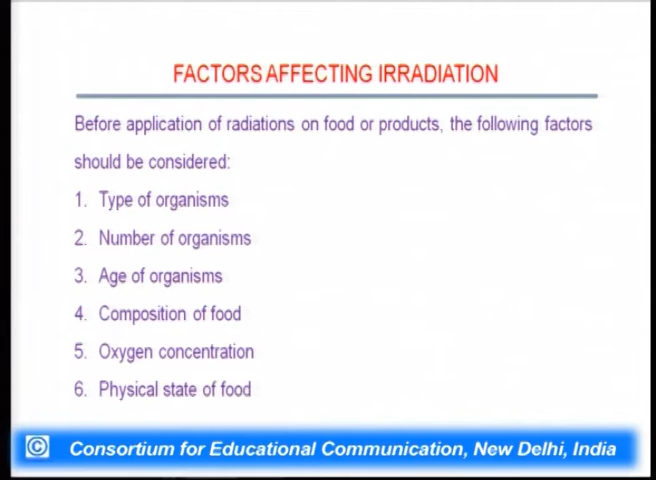 FACTORS AFFECTING IRRADIATION
Before application of radiations on food or products, the following factors
should be considered:
1. Type of organisms
2. Number of organisms
3. Age of organisms
4. Composition of food
5. Oxygen concentration
6. Physical state of food
© Consortium for Educational Communication, New Delhi, India